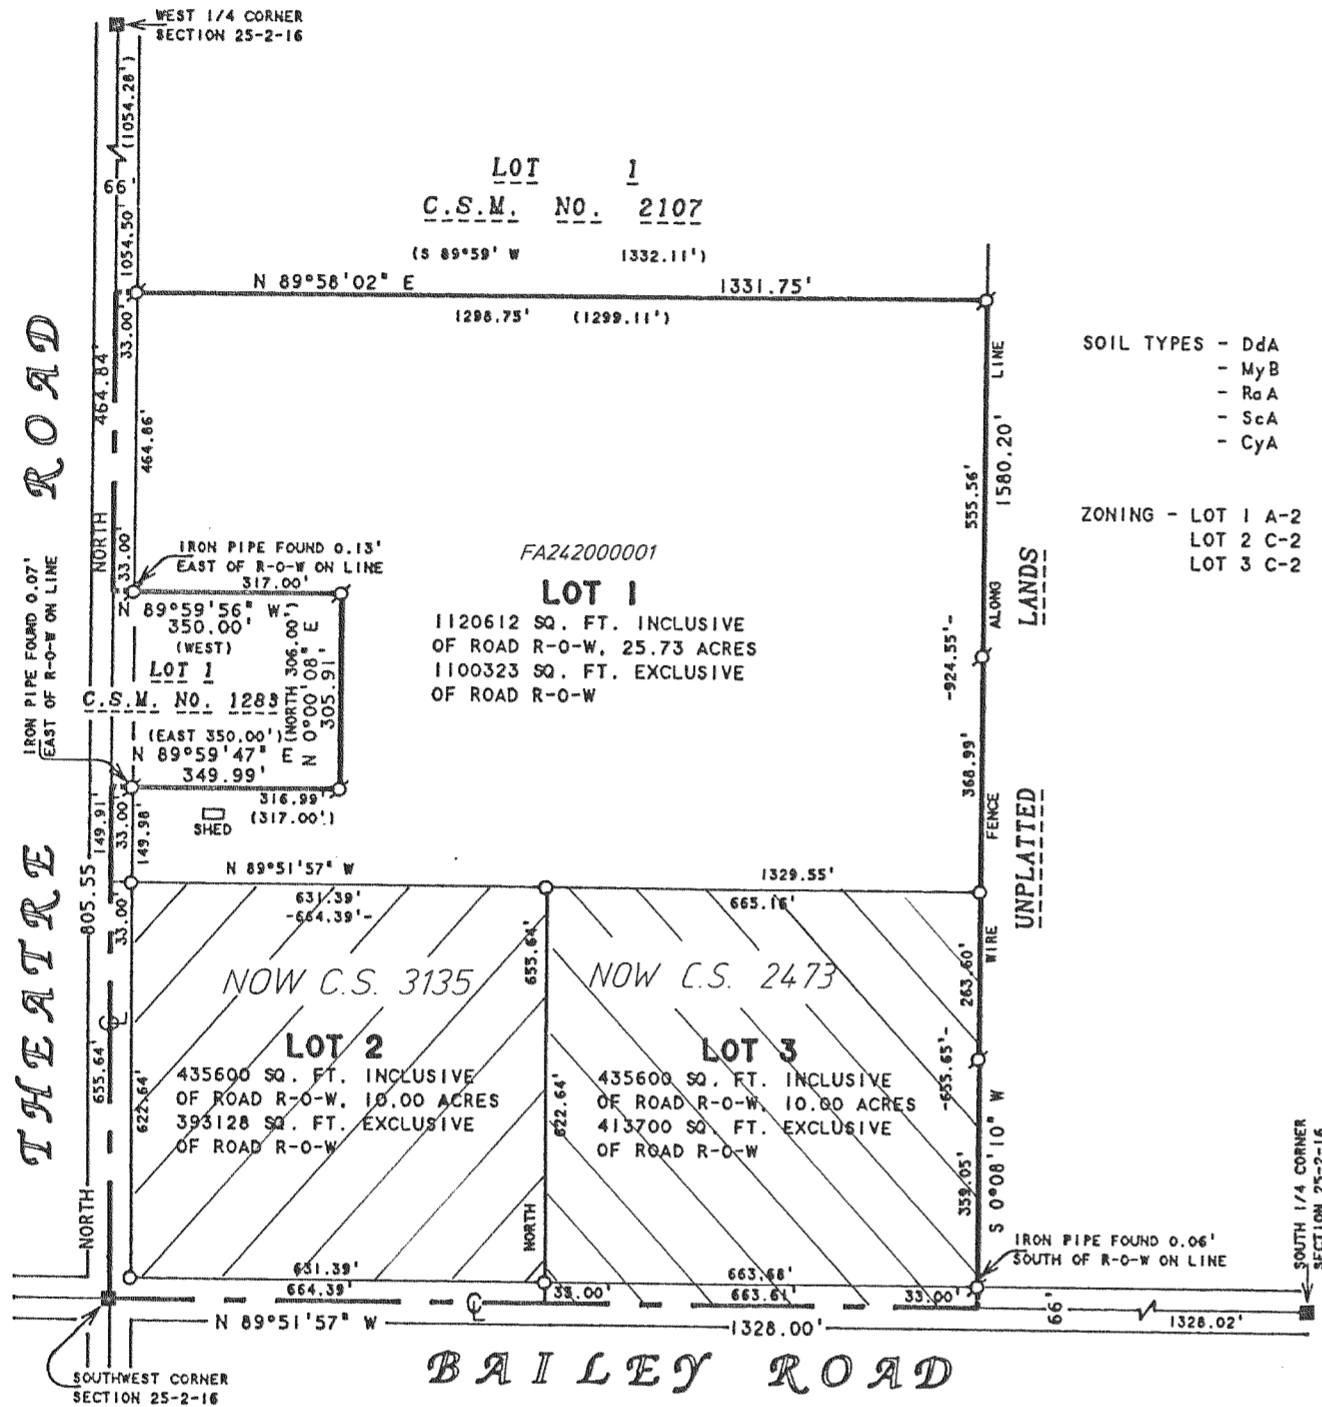 WEST 1/4 CORNER
SECTION 25-2-16
(1054.28')
66'
1054.50'
LOT 1
C.S.M. NO. 2107
(S 89°59' W 1332.11')
N 89°58'02" E 1331.75'
1298.75' (1299.11')
33.00'
464.84'
464.86'
NORTH
33.00'
THEATRE ROAD
LINE
1580.20'
555.56'
ALONG
-924.55'-
368.99'
FENCE
WIRE
263.60'
-655.65'-
S 0°08'10" W
359.05'
UNPLATTED LANDS
SOIL TYPES - DdA
- MyB
- RaA
- ScA
- CyA
ZONING - LOT 1 A-2
LOT 2 C-2
LOT 3 C-2
IRON PIPE FOUND 0.13'
EAST OF R-O-W ON LINE
317.00'
N 89°59'56" W
350.00'
(WEST)
LOT 1
C.S.M. NO. 1283
(EAST 350.00')
N 89°59'47" E
349.99'
316.99'
(317.00')
SHED
(NORTH 306.00')
N 0°00'08" E
305.91'
IRON PIPE FOUND 0.07'
EAST OF R-O-W ON LINE
FA242000001
LOT 1
1120612 SQ. FT. INCLUSIVE
OF ROAD R-O-W, 25.73 ACRES
1100323 SQ. FT. EXCLUSIVE
OF ROAD R-O-W
149.91'
33.00'
149.98'
805.55
33.00'
N 89°51'57" W 1329.55'
631.39'
-664.39'-
665.16'
655.64'
NOW C.S. 3135
NOW C.S. 2473
LOT 2
435600 SQ. FT. INCLUSIVE
OF ROAD R-O-W, 10.00 ACRES
393128 SQ. FT. EXCLUSIVE
OF ROAD R-O-W
LOT 3
435600 SQ. FT. INCLUSIVE
OF ROAD R-O-W, 10.00 ACRES
413700 SQ. FT. EXCLUSIVE
OF ROAD R-O-W
655.64'
622.64'
622.64'
NORTH
NORTH
CL
IRON PIPE FOUND 0.06'
SOUTH OF R-O-W ON LINE
SOUTH 1/4 CORNER
SECTION 25-2-16
631.39'
664.39'
33.00'
663.68'
663.61'
33.00'
66'
CL
N 89°51'57" W 1328.00' 1328.02'
SOUTHWEST CORNER
SECTION 25-2-16
BAILEY ROAD